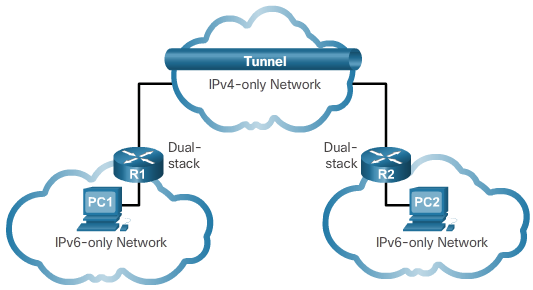 Tunnel
IPv4-only Network
Dual-
stack
R1
Dual-
stack
R2
PC1
IPv6-only Network
PC2
IPv6-only Network